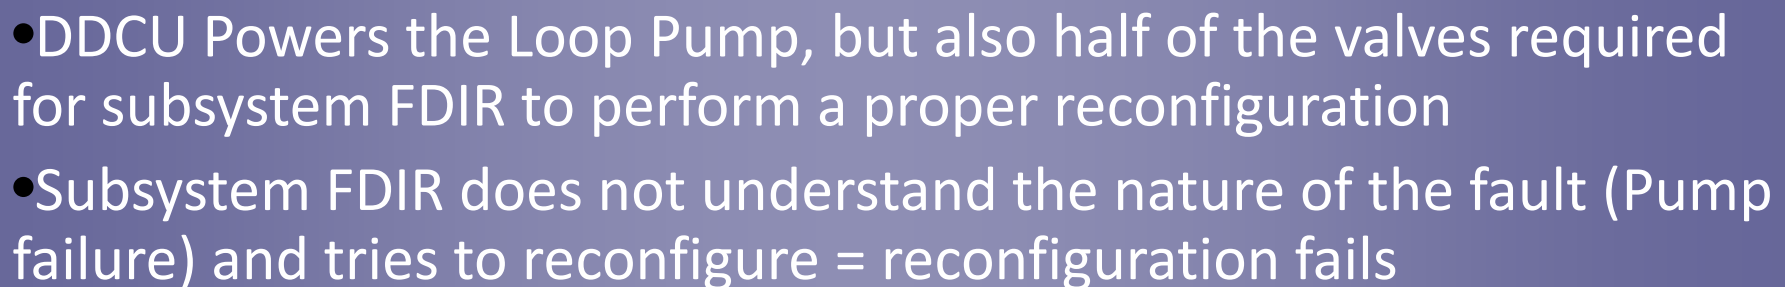 •DDCU Powers the Loop Pump, but also half of the valves required
for subsystem FDIR to perform a proper reconfiguration
•Subsystem FDIR does not understand the nature of the fault (Pump
failure) and tries to reconfigure = reconfiguration fails